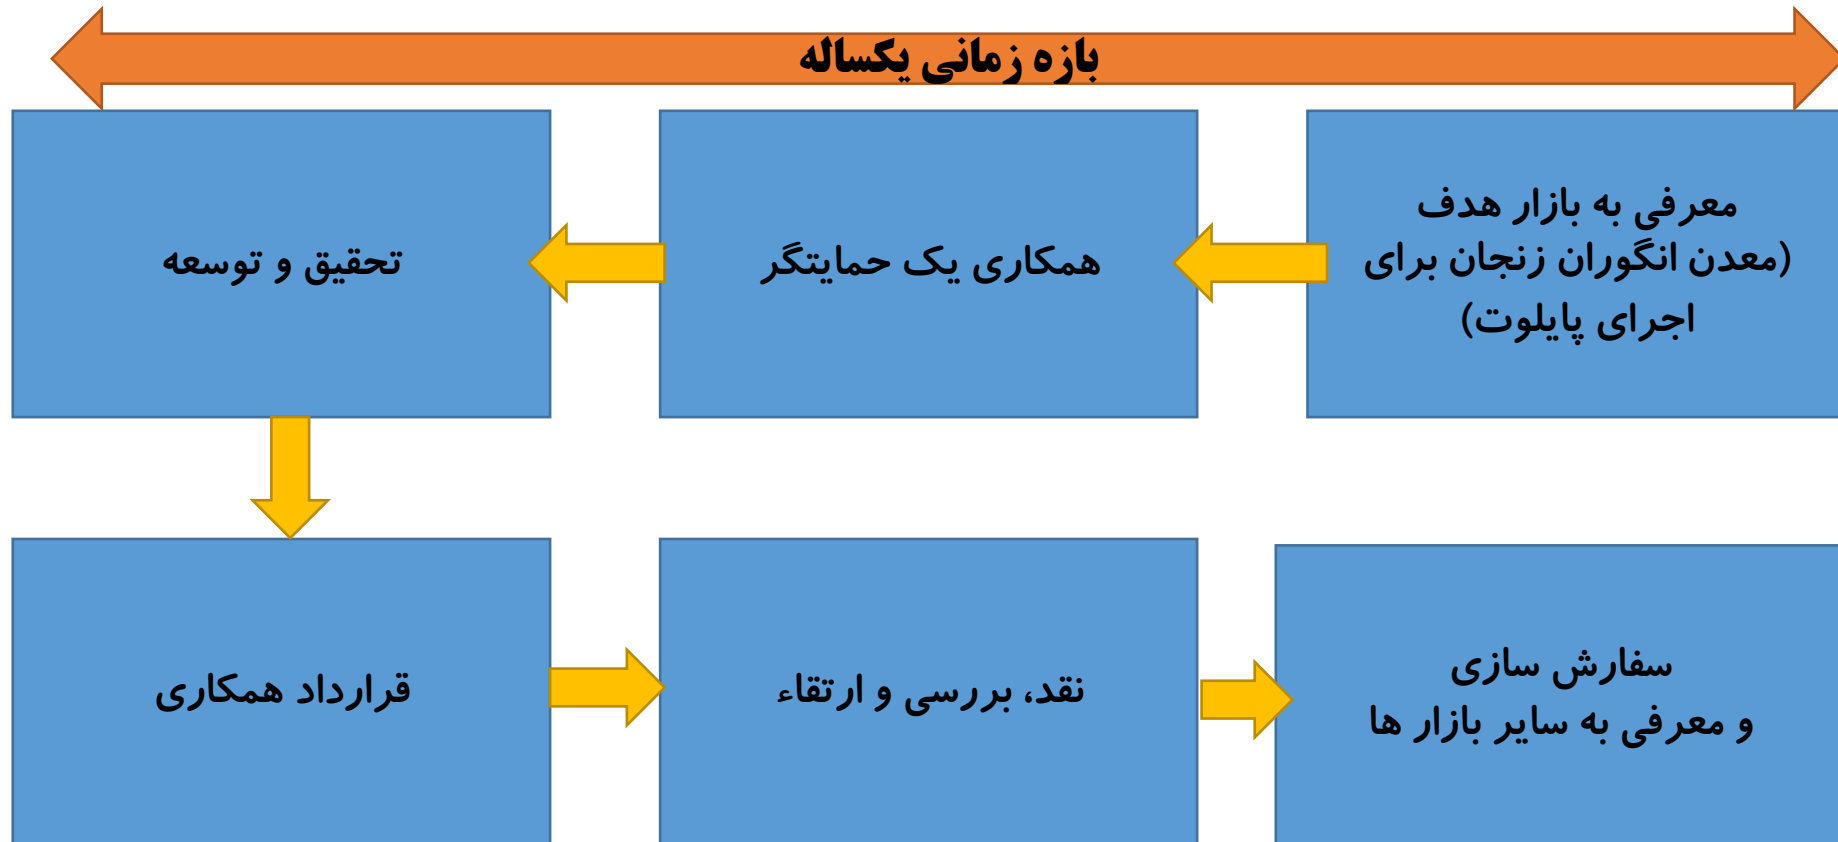 بازه زمانی یکساله
معرفی به بازار هدف
(معدن انگوران زنجان برای
اجرای پایلوت)
همکاری یک حمایتگر
تحقیق و توسعه
قرارداد همکاری
نقد، بررسی و ارتقاء
سفارش سازی
و معرفی به سایر بازار ها